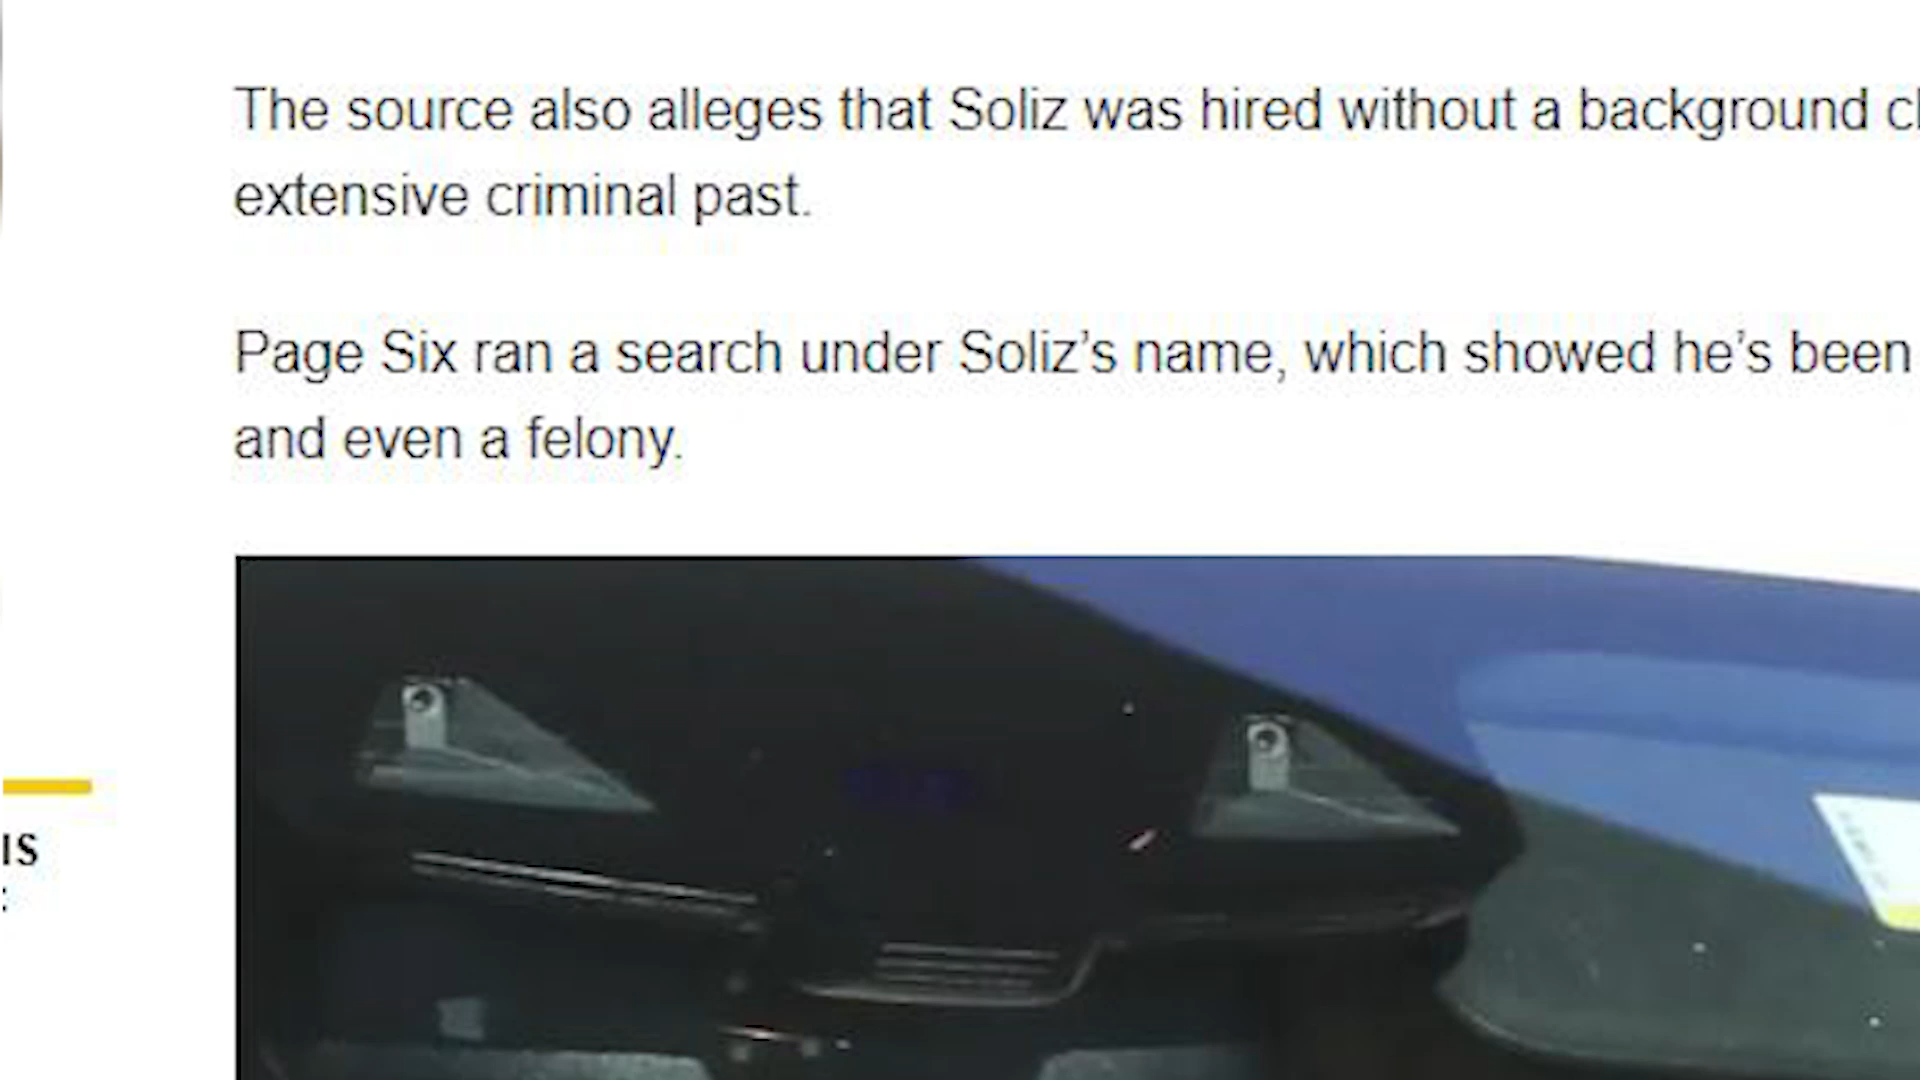 The source also alleges that Soliz was hired without a background
extensive criminal past.
Page Six ran a search under Soliz’s name, which showed he’s been
and even a felony.
IS